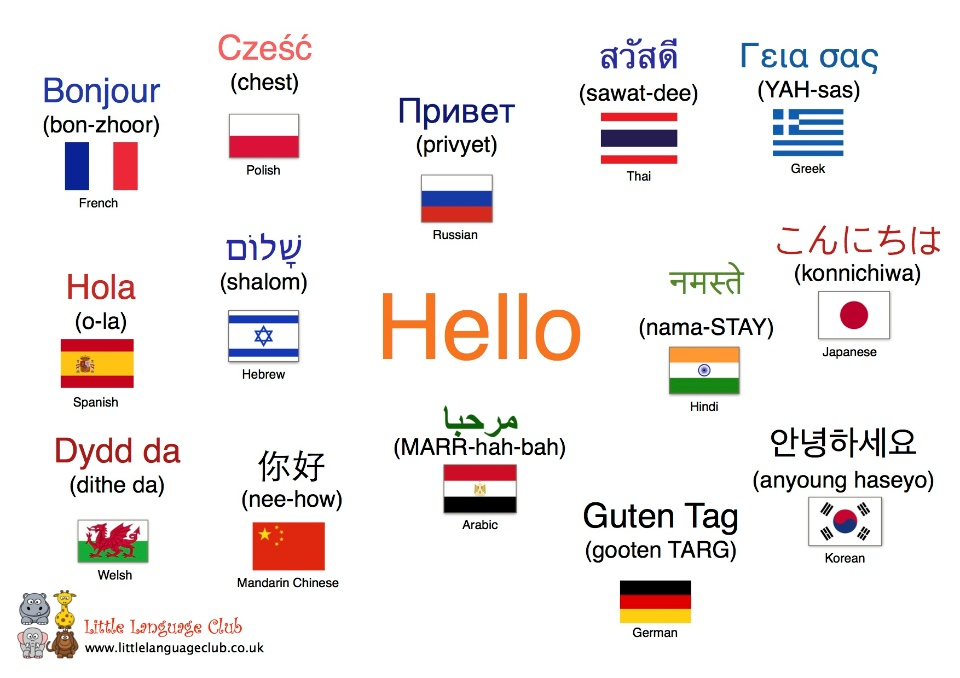 Bonjour
(bon-zhoor)
French
Cześć
(chest)
Polish
Привет
(privyet)
Russian
สวัสดี
(sawat-dee)
Thai
Γεια σας
(YAH-sas)
Greek
Hola
(o-la)
Spanish
שָׁלוֹם
(shalom)
Hebrew
Hello
नमस्ते
(nama-STAY)
Hindi
こんにちは
(konnichiwa)
Japanese
Dydd da
(dithe da)
Welsh
你好
(nee-how)
Mandarin Chinese
مرحبا
(MARR-hah-bah)
Arabic
Guten Tag
(gooten TARG)
German
안녕하세요
(anyoung haseyo)
Korean
Little Language Club
www.littlelanguageclub.co.uk